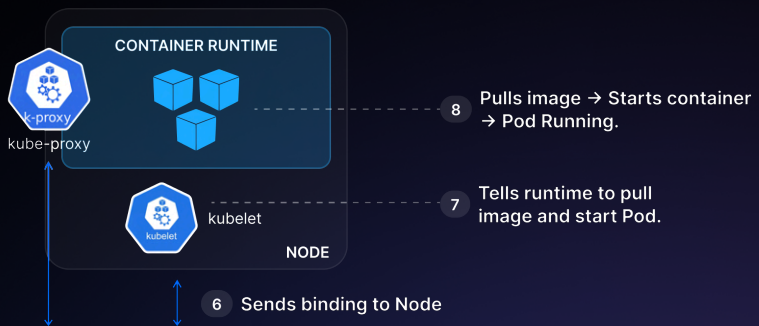 CONTAINER RUNTIME
k-proxy
kube-proxy
8
Pulls image → Starts container
→ Pod Running.
kubelet
kubelet
7
Tells runtime to pull
image and start Pod.
NODE
6
Sends binding to Node